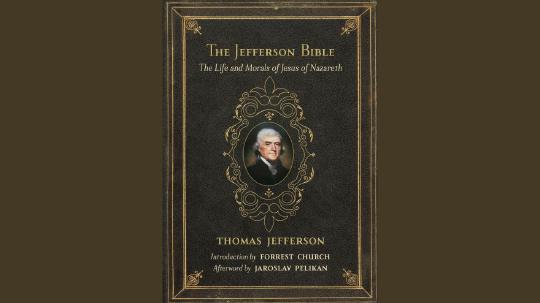 The Jefferson Bible
The Life and Morals of Jesus of Nazareth
THOMAS JEFFERSON
Introduction by FORREST CHURCH
Afterword by JAROSLAV PELIKAN